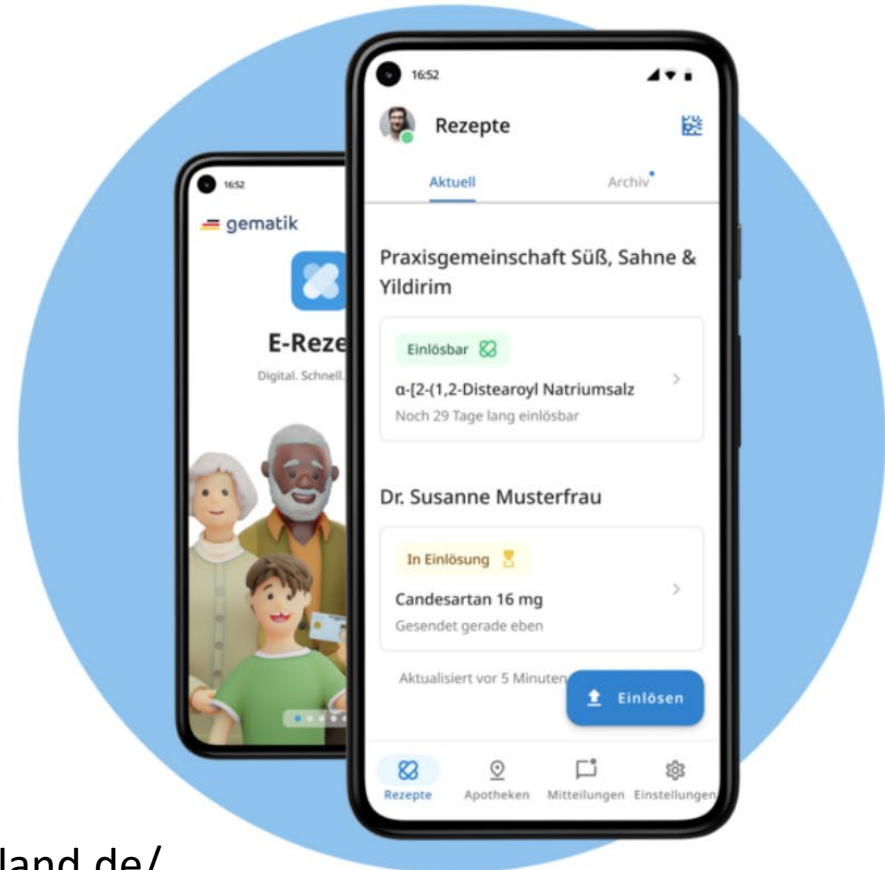 16:52
gematik
E-Reze
Digital. Schnell.
16:52
Rezepte
Aktuell Archiv
Praxisgemeinschaft Süß, Sahne &
Yildirim
Einlösbar
α-[2-(1,2-Distearoyl Natriumsalz
Noch 29 Tage lang einlösbar
Dr. Susanne Musterfrau
In Einlösung
Candesartan 16 mg
Gesendet gerade eben
Aktualisiert vor 5 Minuten
Einlösen
Rezepte Apotheken Mitteilungen Einstellungen
land.de/